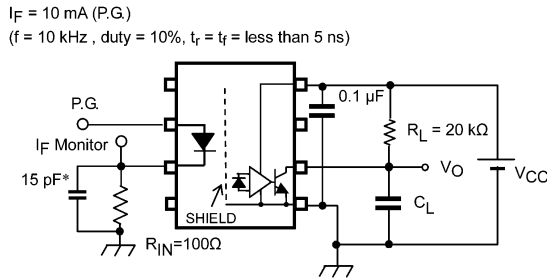 IF = 10 mA (P.G.)
(f = 10 kHz , duty = 10%, tr = tf = less than 5 ns)
P.G.
IF Monitor
15 pF*
RIN=100Ω
SHIELD
0.1 μF
RL = 20 kΩ
VO
CL
VCC